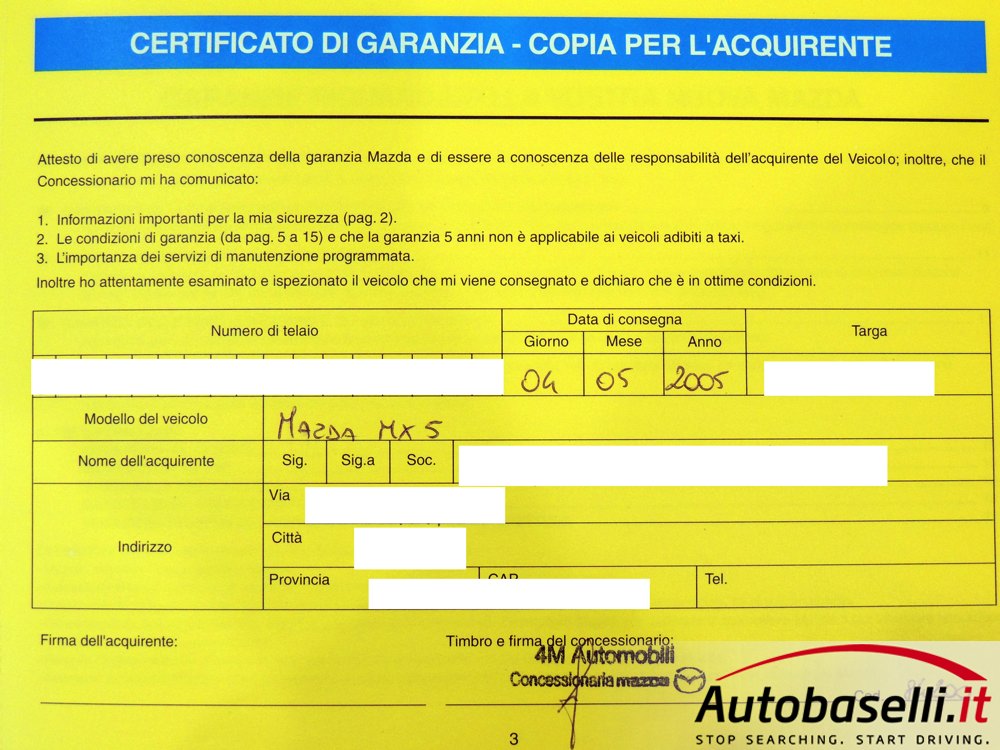 CERTIFICATO DI GARANZIA - COPIA PER L'ACQUIRENTE
Attesto di avere preso conoscenza della garanzia Mazda e di essere a conoscenza delle responsabilità dell'acquirente del Veicolo; inoltre, che il
Concessionario mi ha comunicato:
1. Informazioni importanti per la mia sicurezza (pag. 2).
2. Le condizioni di garanzia (da pag. 5 a 15) e che la garanzia 5 anni non è applicabile ai veicoli adibiti a taxi.
3. L'importanza dei servizi di manutenzione programmata.
Inoltre ho attentamente esaminato e ispezionato il veicolo che mi viene consegnato e dichiaro che è in ottime condizioni.
Numero di telaio
Data di consegna
Targa
Giorno Mese Anno
04 05 2005
Modello del veicolo MAZDA MX 5
Nome dell'acquirente Sig. Sig.a Soc.
Indirizzo
Via
Città
Provincia CAP Tel.
Firma dell'acquirente: Timbro e firma del concessionario:
4M Automobili
Concessionaria mazda
Cod.
Autobaselli.it
STOP SEARCHING. START DRIVING.
3